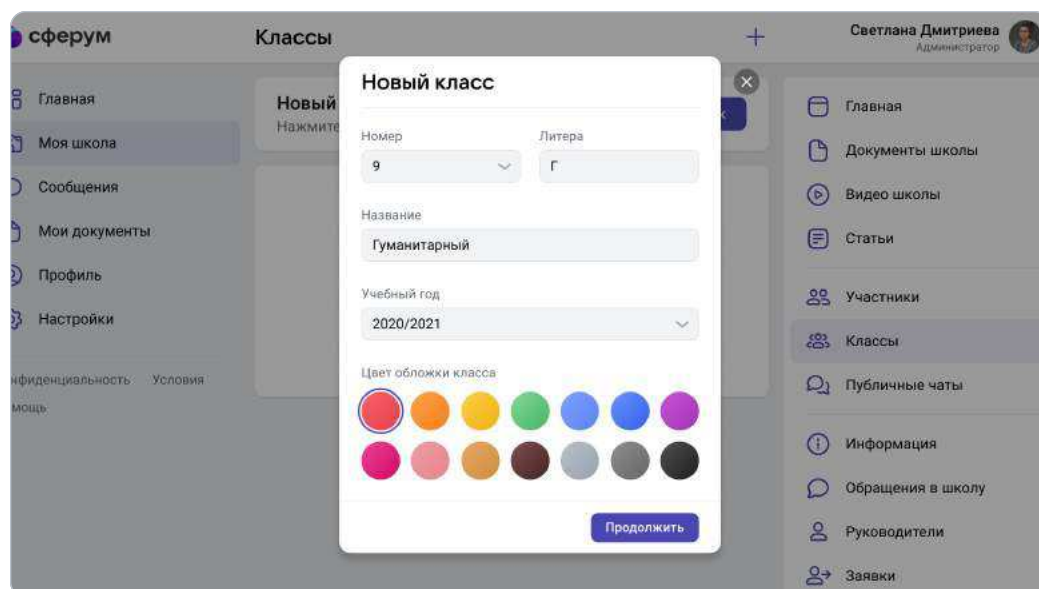 сферум
Классы
Светлана Дмитриева
Администратор
Главная
Моя школа
Сообщения
Мои документы
Профиль
Настройки
Условия
Новый
Нажмите
Новый класс
Номер
Литера
9
Г
Название
Гуманитарный
Учебный год
2020/2021
Цвет обложки класса
Продолжить
Главная
Документы школы
Видео школы
Статьи
Участники
Классы
Публичные чаты
Информация
Обращения в школу
Руководители
Заявки